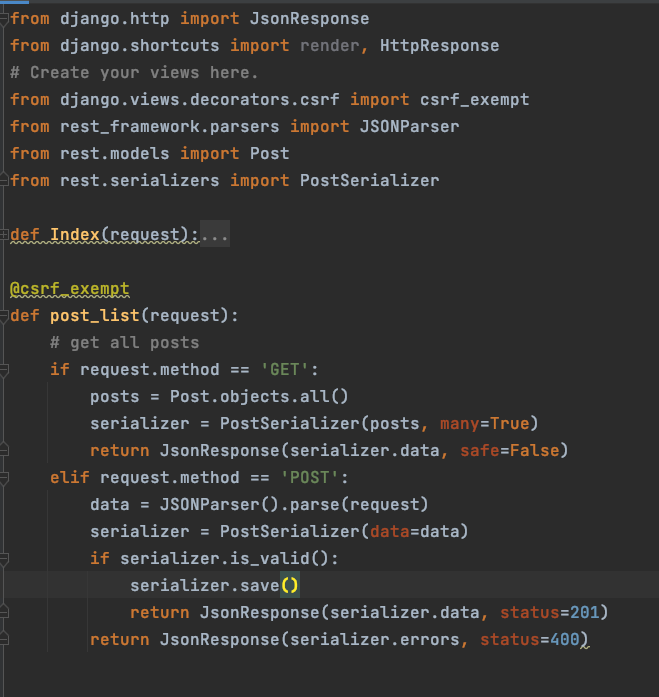 from django.http import JsonResponse
from django.shortcuts import render, HttpResponse
# Create your views here.
from django.views.decorators.csrf import csrf_exempt
from rest_framework.parsers import JSONParser
from rest.models import Post
from rest.serializers import PostSerializer
def Index(request):...
@csrf_exempt
def post_list(request):
    # get all posts
    if request.method == 'GET':
        posts = Post.objects.all()
        serializer = PostSerializer(posts, many=True)
        return JsonResponse(serializer.data, safe=False)
    elif request.method == 'POST':
        data = JSONParser().parse(request)
        serializer = PostSerializer(data=data)
        if serializer.is_valid():
            serializer.save()
            return JsonResponse(serializer.data, status=201)
        return JsonResponse(serializer.errors, status=400)